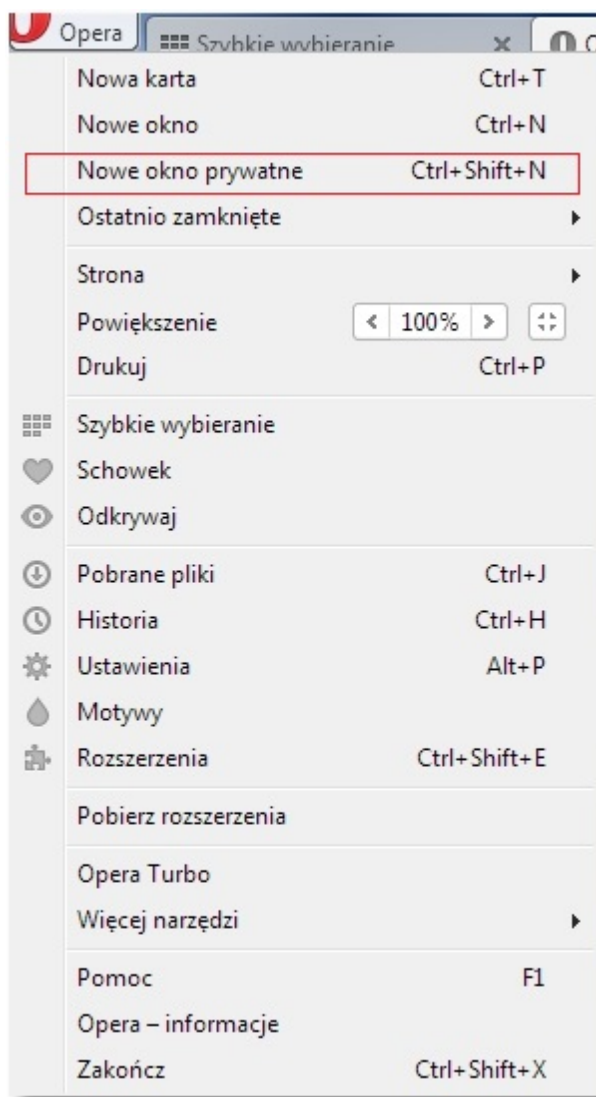 Opera Szybkie wybieranie
Nowa karta Ctrl+T
Nowe okno Ctrl+N
Nowe okno prywatne Ctrl+Shift+N
Ostatnio zamknięte
Strona
Powiększenie 100%
Drukuj Ctrl+P
Szybkie wybieranie
Schowek
Odkrywaj
Pobrane pliki Ctrl+J
Historia Ctrl+H
Ustawienia Alt+P
Motywy
Rozszerzenia Ctrl+Shift+E
Pobierz rozszerzenia
Opera Turbo
Więcej narzędzi
Pomoc F1
Opera – informacje
Zakończ Ctrl+Shift+X